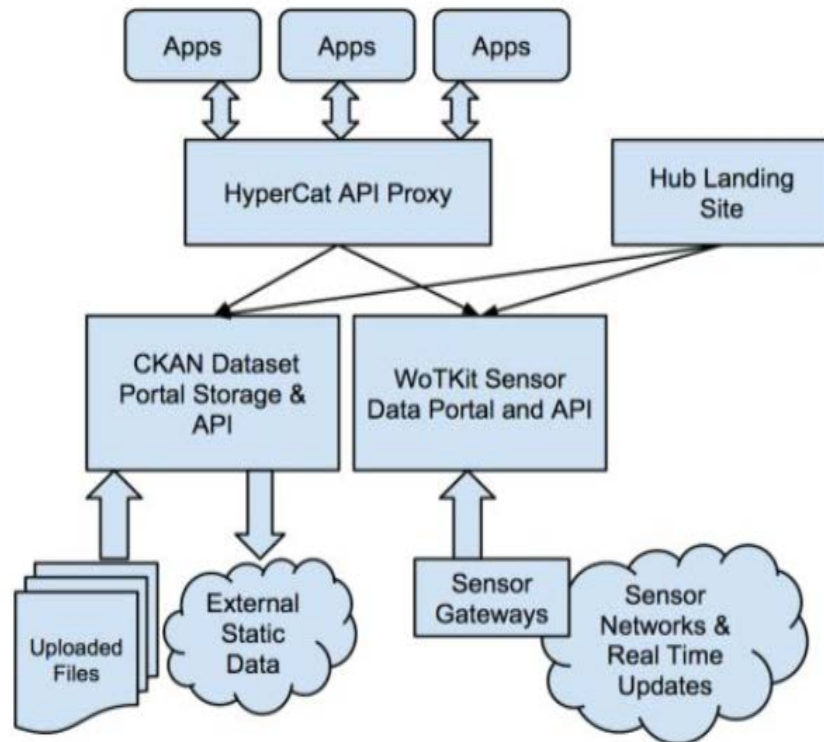 Apps
Apps
Apps
HyperCat API Proxy
Hub Landing
Site
CKAN Dataset
Portal Storage &
API
WoTKit Sensor
Data Portal and API
Uploaded
Files
External
Static
Data
Sensor
Gateways
Sensor
Networks &
Real Time
Updates